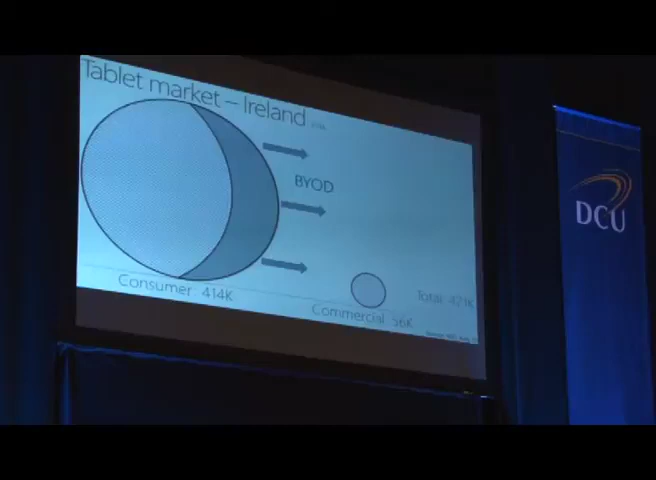 Tablet market – Ireland
BYOD
Consumer 414K
Commercial 56K
Total 471K
DCU